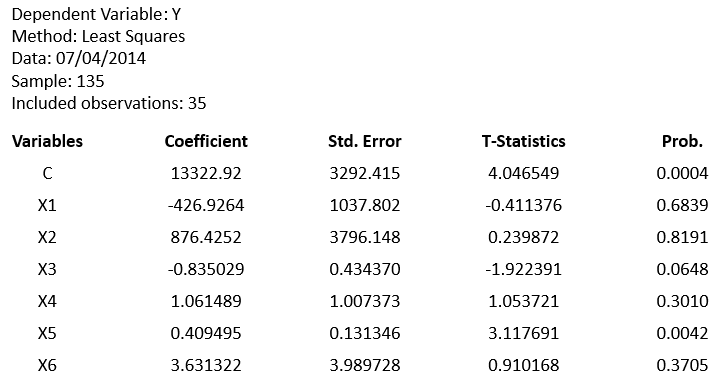 Dependent Variable: Y
Method: Least Squares
Data: 07/04/2014
Sample: 135
Included observations: 35
Variables Coefficient Std. Error T-Statistics Prob.
C 13322.92 3292.415 4.046549 0.0004
X1 -426.9264 1037.802 -0.411376 0.6839
X2 876.4252 3796.148 0.239872 0.8191
X3 -0.835029 0.434370 -1.922391 0.0648
X4 1.061489 1.007373 1.053721 0.3010
X5 0.409495 0.131346 3.117691 0.0042
X6 3.631322 3.989728 0.910168 0.3705